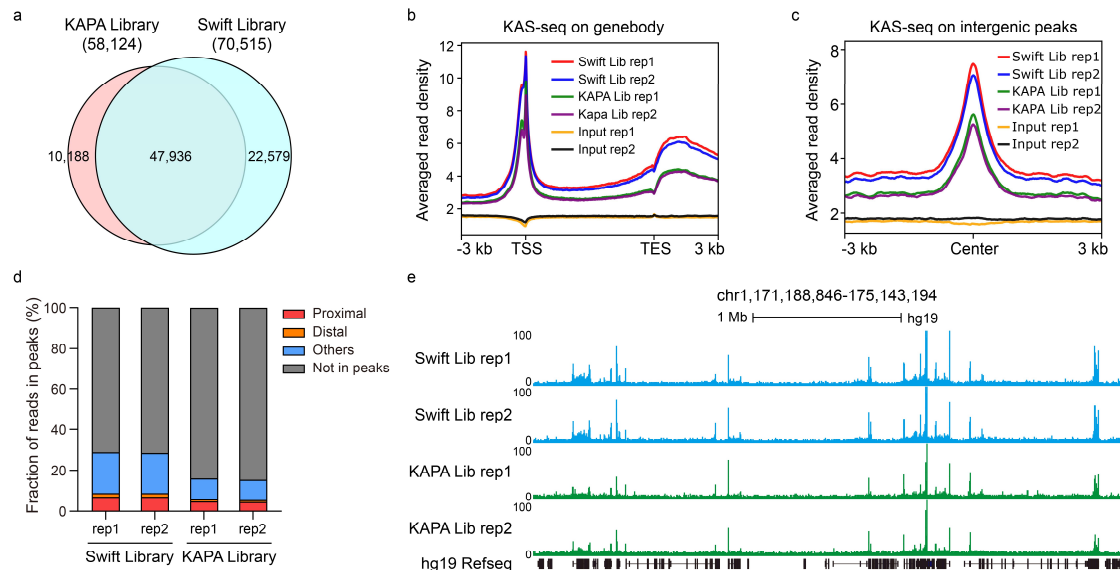 a
KAPA Library
(58,124)
Swift Library
(70,515)
10,188
47,936
22,579
b
KAS-seq on genebody
Averaged read density
12
10
8
6
4
2
Swift Lib rep1
Swift Lib rep2
KAPA Lib rep1
Kapa Lib rep2
Input rep1
Input rep2
-3 kb
TSS
TES
3 kb
c
KAS-seq on intergenic peaks
Averaged read density
8
6
4
2
Swift Lib rep1
Swift Lib rep2
KAPA Lib rep1
KAPA Lib rep2
Input rep1
Input rep2
-3 kb
Center
3 kb
d
Fraction of reads in peaks (%)
100
80
60
40
20
0
Proximal
Distal
Others
Not in peaks
rep1
rep2
rep1
rep2
Swift Library
KAPA Library
e
chr1,171,188,846-175,143,194
1 Mb
hg19
Swift Lib rep1
100
0
Swift Lib rep2
100
0
KAPA Lib rep1
100
0
KAPA Lib rep2
100
0
hg19 Refseq